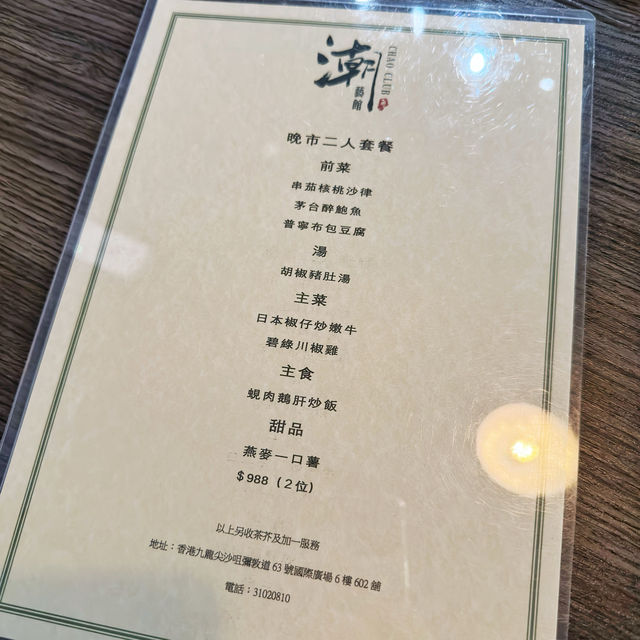 潮
CHAO CLUB
藝館
晚市二人套餐
前菜
串茄核桃沙律
茅台醉鮑魚
普寧布包豆腐
湯
胡椒豬肚湯
主菜
日本椒仔炒嫩牛
碧綠川椒雞
主食
蜆肉鵝肝炒飯
甜品
燕麥一口薯
$988（2位）
以上另收茶芥及加一服務
地址：香港九龍尖沙咀彌敦道 63 號國際廣場 6 樓 602 舖
電話：31020810